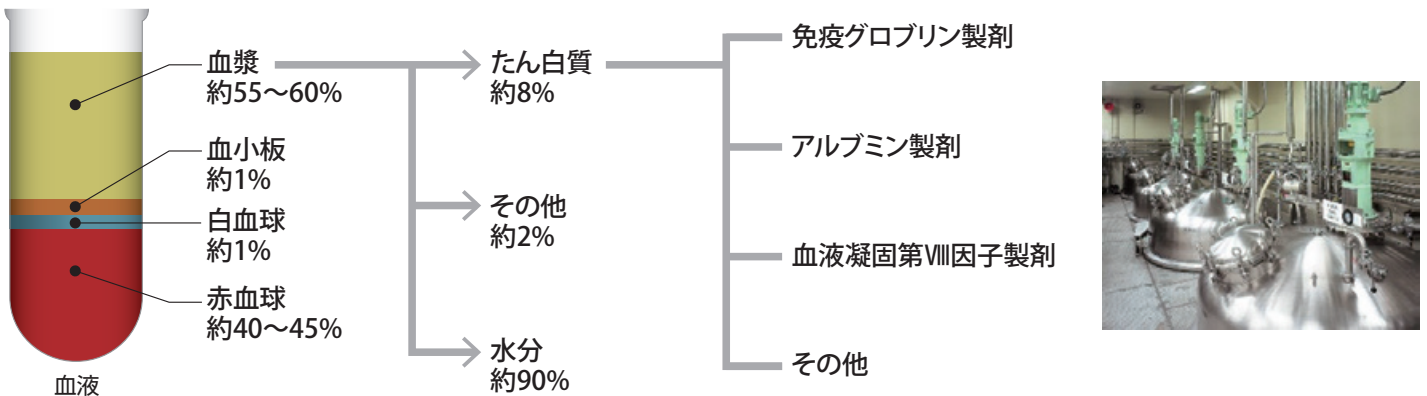 血漿
約55〜60%
血小板
約1%
白血球
約1%
赤血球
約40〜45%
血液
たん白質
約8%
その他
約2%
水分
約90%
免疫グロブリン製剤
アルブミン製剤
血液凝固第Ⅷ因子製剤
その他